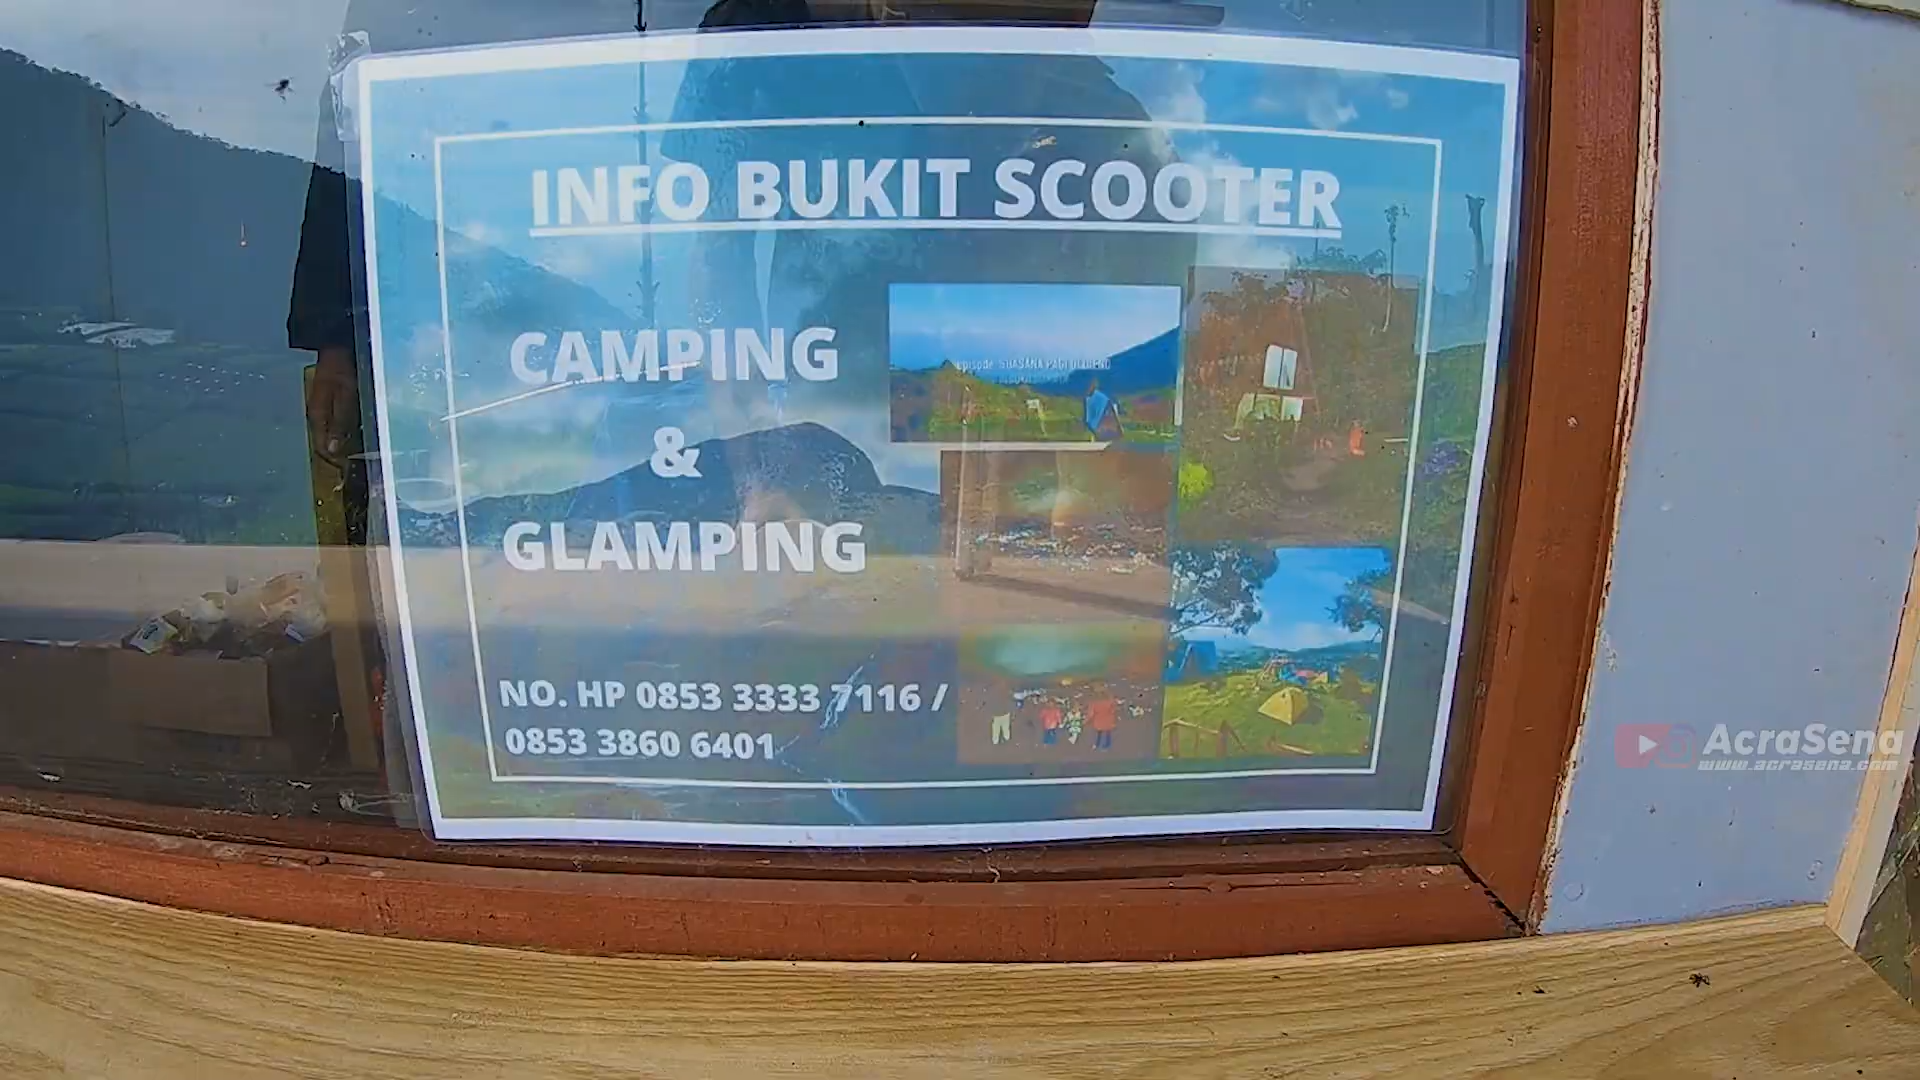 INFO BUKIT SCOOTER
CAMPING
&
GLAMPING
NO. HP 0853 3333 7116 /
0853 3860 6401
AcraSena
www.acrasena.com